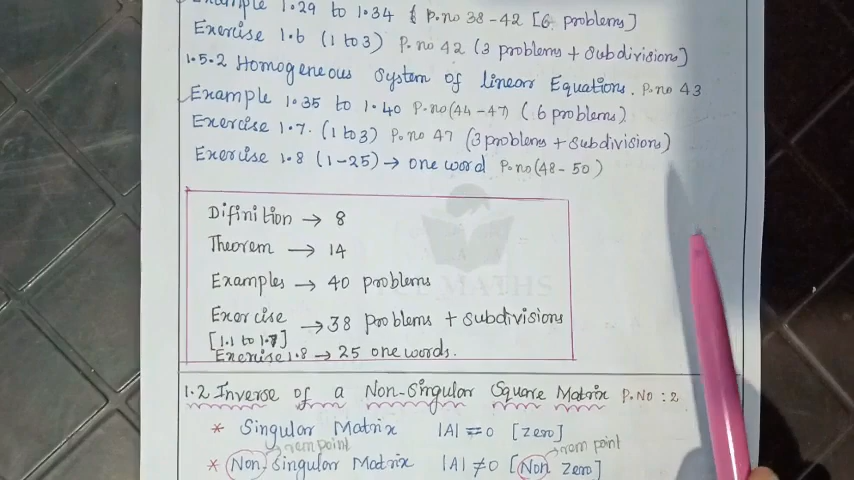 Example 1.29 to 1.34 { P.no 38-42 [6 problems]
Exercise 1.6 (1 to 3) P.no 42 (3 problems + Subdivisions]
1.5.2 Homogeneous System of linear Equations. P.no 43
Example 1.35 to 1.40 P.no(44-47) (6 problems)
Exercise 1.7. (1 to 3) P.no 47 (3 problems + Subdivisions)
Exercise 1.8 (1-25) → one word P.no(48-50)
Difinition → 8
Theorem → 14
Examples → 40 problems
Exercise → 38 problems + subdivisions
[1.1 to 1.7]
Exercise 1.8 → 25 one words.
MATHS
1.2 Inverse of a Non-Singular Square Matrix P.NO : 2
* Singular Matrix |A| = 0 [zero]
rem point rem point
* Non-Singular Matrix |A| ≠ 0 [Non Zero]